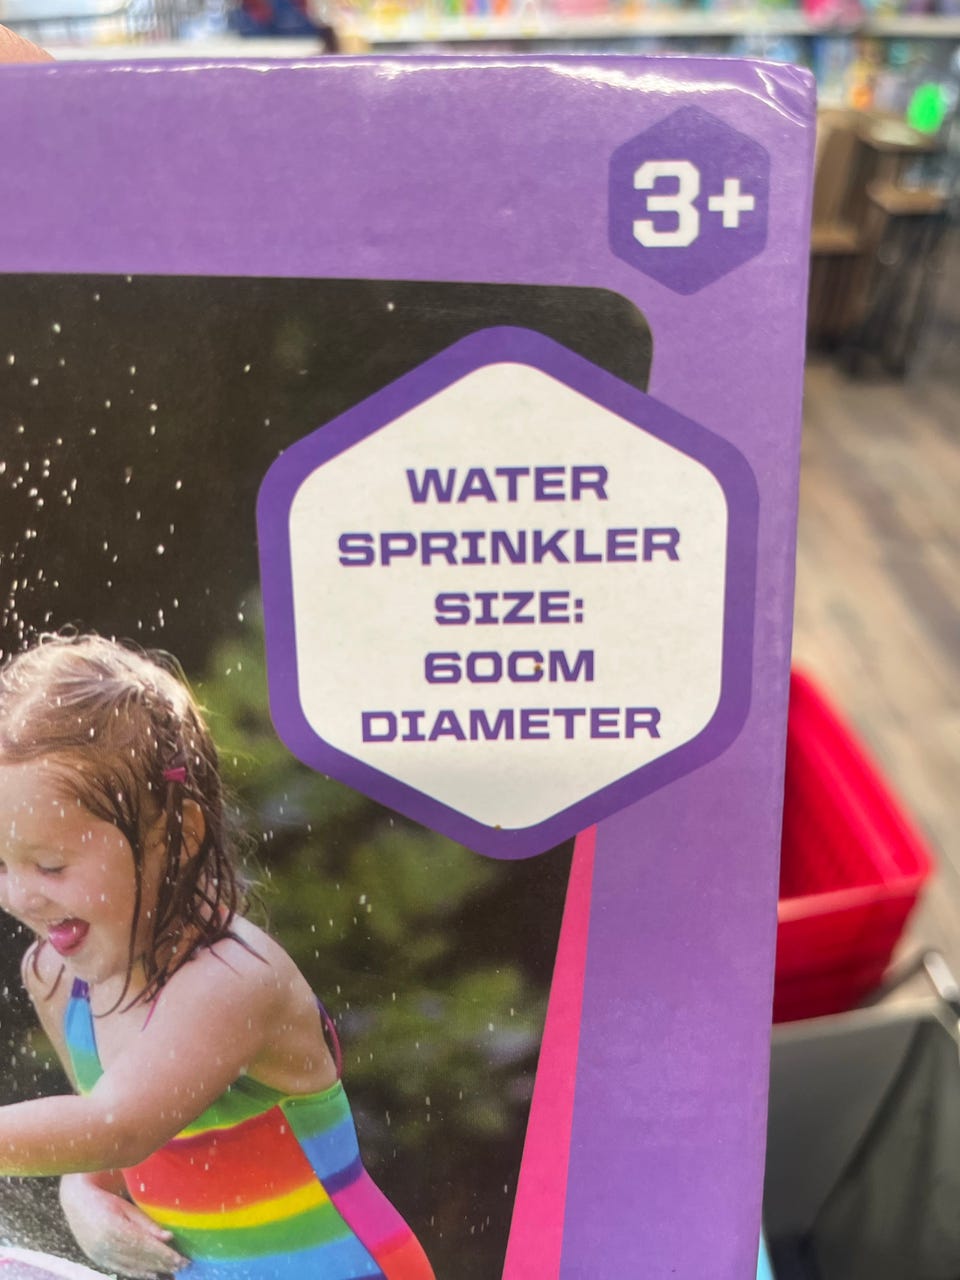 3+
WATER
SPRINKLER
SIZE:
60CM
DIAMETER